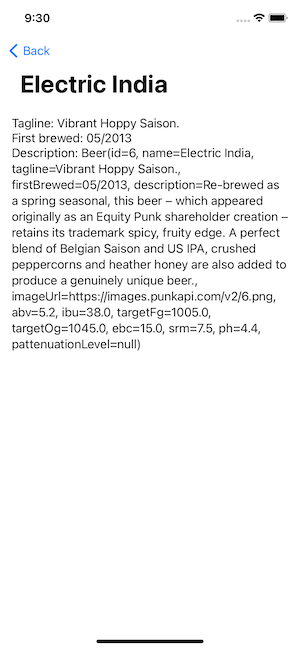 9:30
Back
Electric India
Tagline: Vibrant Hoppy Saison.
First brewed: 05/2013
Description: Beer(id=6, name=Electric India,
tagline=Vibrant Hoppy Saison.,
firstBrewed=05/2013, description=Re-brewed as
a spring seasonal, this beer – which appeared
originally as an Equity Punk shareholder creation –
retains its trademark spicy, fruity edge. A perfect
blend of Belgian Saison and US IPA, crushed
peppercorns and heather honey are also added to
produce a genuinely unique beer.,
imageUrl=https://images.punkapi.com/v2/6.png,
abv=5.2, ibu=38.0, targetFg=1005.0,
targetOg=1045.0, ebc=15.0, srm=7.5, ph=4.4,
pattenuationLevel=null)